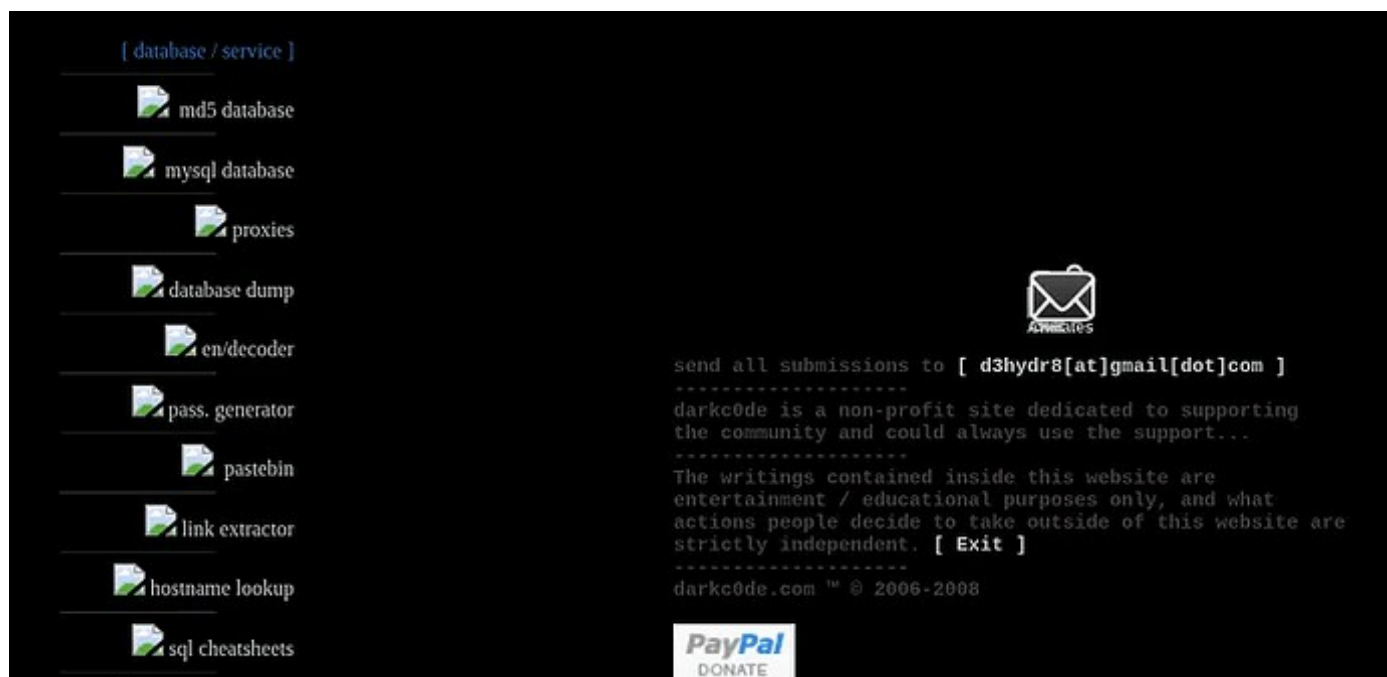 [ database / service ]
md5 database
mysql database
proxies
database dump
en/decoder
pass. generator
pastebin
link extractor
hostname lookup
sql cheatsheets
send all submissions to [ d3hydr8[at]gmail[dot]com ]
--------------------
darkc0de is a non-profit site dedicated to supporting
the community and could always use the support...
--------------------
The writings contained inside this website are
entertainment / educational purposes only, and what
actions people decide to take outside of this website are
strictly independent. [ Exit ]
--------------------
darkc0de.com ™ © 2006-2008
PayPal
DONATE